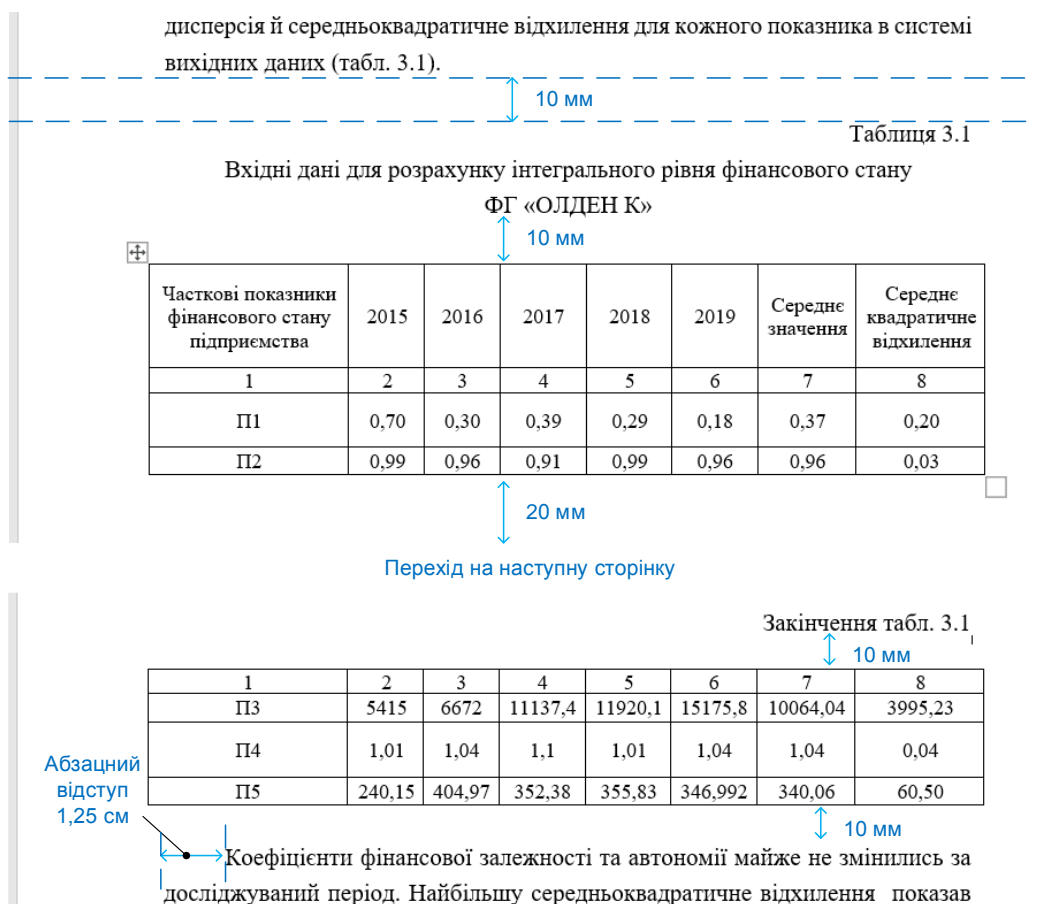 дисперсія й середньоквадратичне відхилення для кожного показника в системі
вихідних даних (табл. 3.1).
10 мм
Таблиця 3.1
Вхідні дані для розрахунку інтегрального рівня фінансового стану
ФГ «ОЛДЕН К»
10 мм
Часткові показники фінансового стану підприємства 2015 2016 2017 2018 2019 Середнє значення Середнє квадратичне відхилення
1 2 3 4 5 6 7 8
П1 0,70 0,30 0,39 0,29 0,18 0,37 0,20
П2 0,99 0,96 0,91 0,99 0,96 0,96 0,03
20 мм
Перехід на наступну сторінку
Закінчення табл. 3.1
10 мм
1 2 3 4 5 6 7 8
П3 5415 6672 11137,4 11920,1 15175,8 10064,04 3995,23
П4 1,01 1,04 1,1 1,01 1,04 1,04 0,04
П5 240,15 404,97 352,38 355,83 346,992 340,06 60,50
Абзацний
відступ
1,25 см
10 мм
Коефіцієнти фінансової залежності та автономії майже не змінились за
досліджуваний період. Найбільшу середньоквадратичне відхилення показав